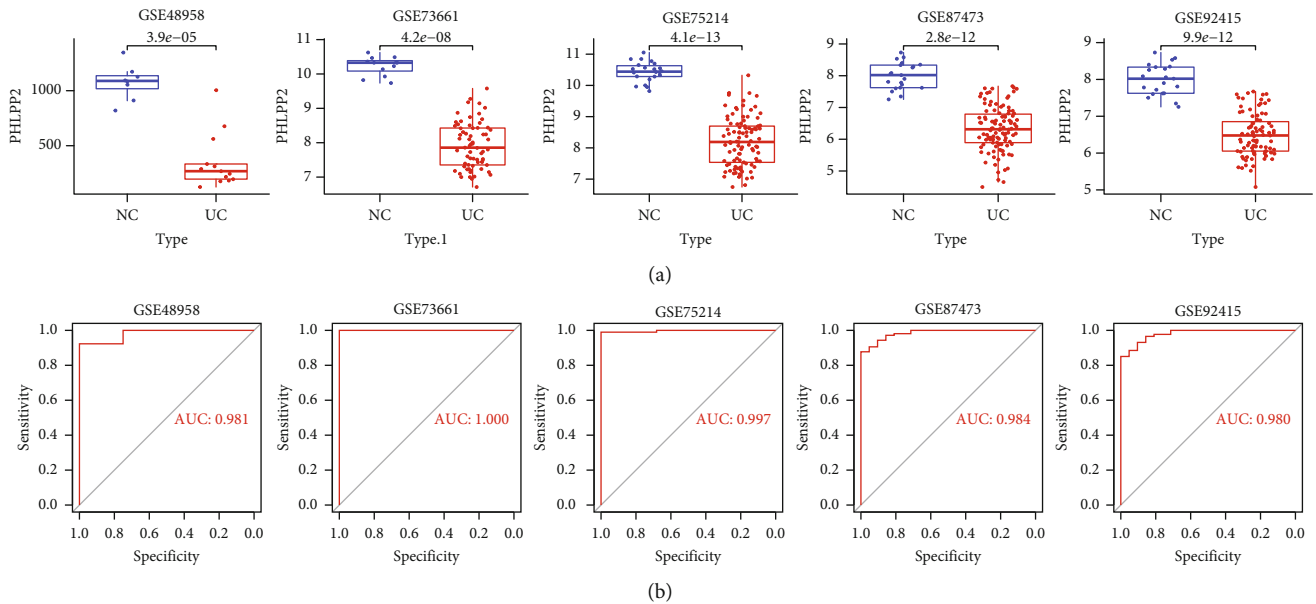 GSE48958
3.9e−05
PHLPP2
1000
500
NC
UC
Type
GSE73661
4.2e−08
PHLPP2
11
10
9
8
7
NC
UC
Type.1
GSE75214
4.1e−13
PHLPP2
11
10
9
8
7
NC
UC
Type
GSE87473
2.8e−12
PHLPP2
9
8
7
6
5
NC
UC
Type
GSE92415
9.9e−12
PHLPP2
9
8
7
6
5
NC
UC
Type
(a)
GSE48958
Sensitivity
1.0
0.8
0.6
0.4
0.2
0.0
AUC: 0.981
1.0 0.8 0.6 0.4 0.2 0.0
Specificity
GSE73661
Sensitivity
1.0
0.8
0.6
0.4
0.2
0.0
AUC: 1.000
1.0 0.8 0.6 0.4 0.2 0.0
Specificity
GSE75214
Sensitivity
1.0
0.8
0.6
0.4
0.2
0.0
AUC: 0.997
1.0 0.8 0.6 0.4 0.2 0.0
Specificity
GSE87473
Sensitivity
1.0
0.8
0.6
0.4
0.2
0.0
AUC: 0.984
1.0 0.8 0.6 0.4 0.2 0.0
Specificity
GSE92415
Sensitivity
1.0
0.8
0.6
0.4
0.2
0.0
AUC: 0.980
1.0 0.8 0.6 0.4 0.2 0.0
Specificity
(b)